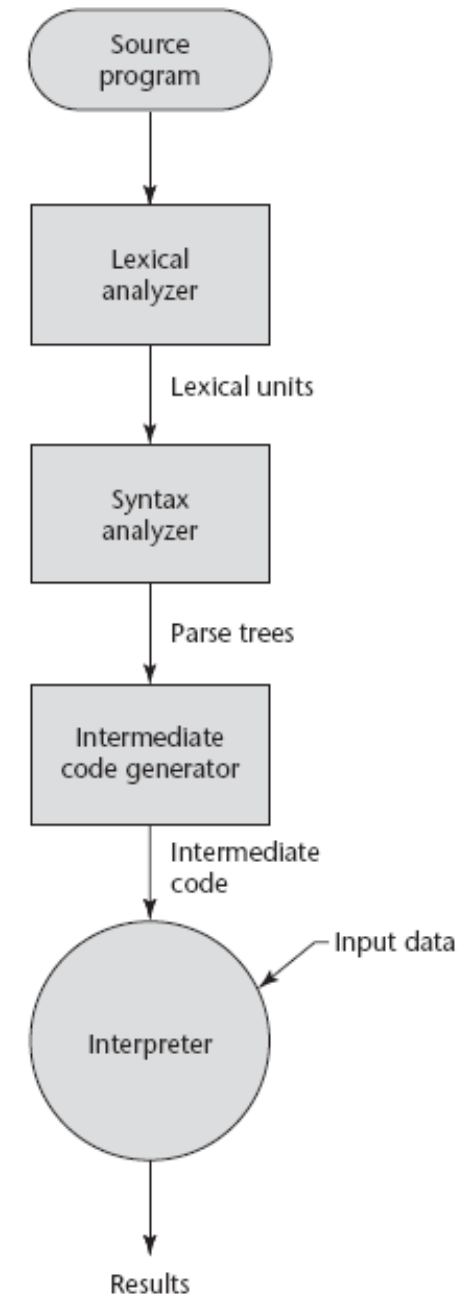 Source
program
Lexical
analyzer
Lexical units
Syntax
analyzer
Parse trees
Intermediate
code generator
Intermediate
code
Input data
Interpreter
Results